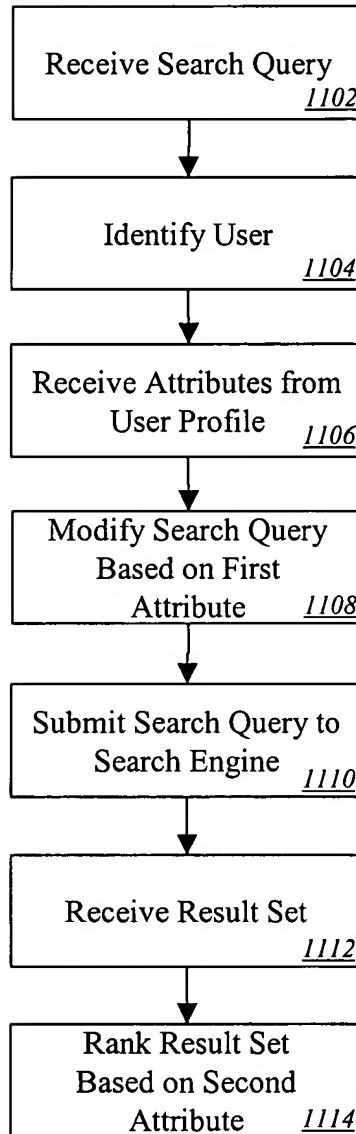 Receive Search Query
1102
Identify User
1104
Receive Attributes from
User Profile
1106
Modify Search Query
Based on First
Attribute
1108
Submit Search Query to
Search Engine
1110
Receive Result Set
1112
Rank Result Set
Based on Second
Attribute
1114